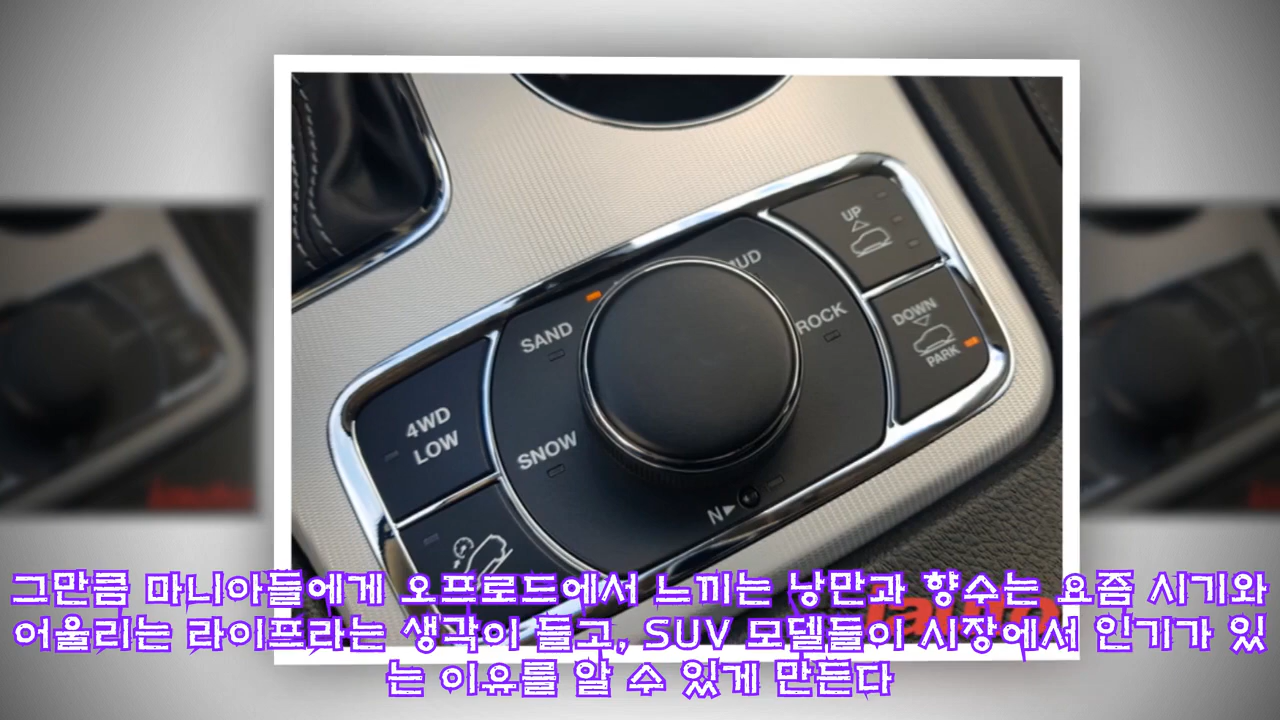 UP
MUD
ROCK
SAND
DOWN
PARK
4WD
LOW
SNOW
N
그만큼 마니아들에게 오프로드에서 느끼는 낭만과 향수는 요즘 시기와
어울리는 라이프라는 생각이 들고, SUV 모델들이 시장에서 인기가 있
는 이유를 알 수 있게 만든다